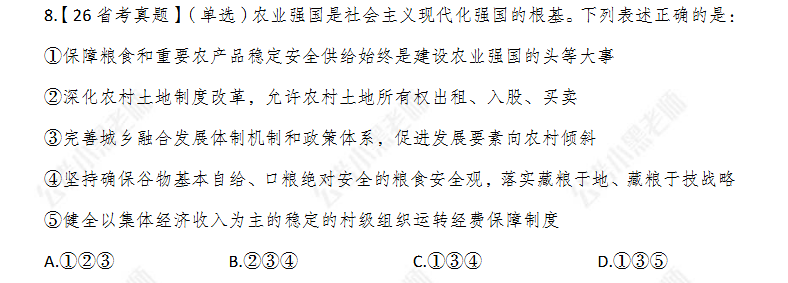 8.【26 省考真题】（单选）农业强国是社会主义现代化强国的根基。下列表述正确的是：
①保障粮食和重要农产品稳定安全供给始终是建设农业强国的头等大事
②深化农村土地制度改革，允许农村土地所有权出租、入股、买卖
③完善城乡融合发展体制机制和政策体系，促进发展要素向农村倾斜
④坚持确保谷物基本自给、口粮绝对安全的粮食安全观，落实藏粮于地、藏粮于技战略
⑤健全以集体经济收入为主的稳定的村级组织运转经费保障制度
A.①②③ B.②③④ C.①③④ D.①③⑤